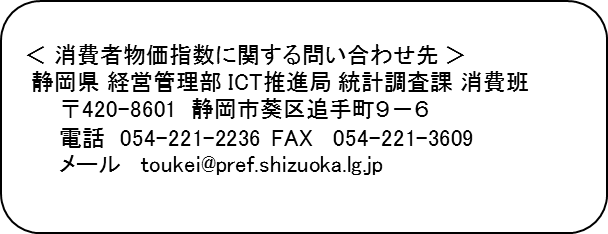 ＜ 消費者物価指数に関する問い合わせ先 ＞
静岡県 経営管理部 ICT推進局 統計調査課 消費班
〒420-8601　静岡市葵区追手町９－６
電話　054-221-2236 FAX　054-221-3609
メール　toukei@pref.shizuoka.lg.jp